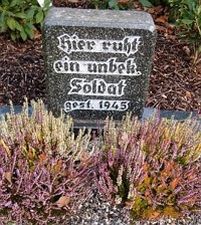 Hier ruht
ein unbek.
Soldat
gest. 1945